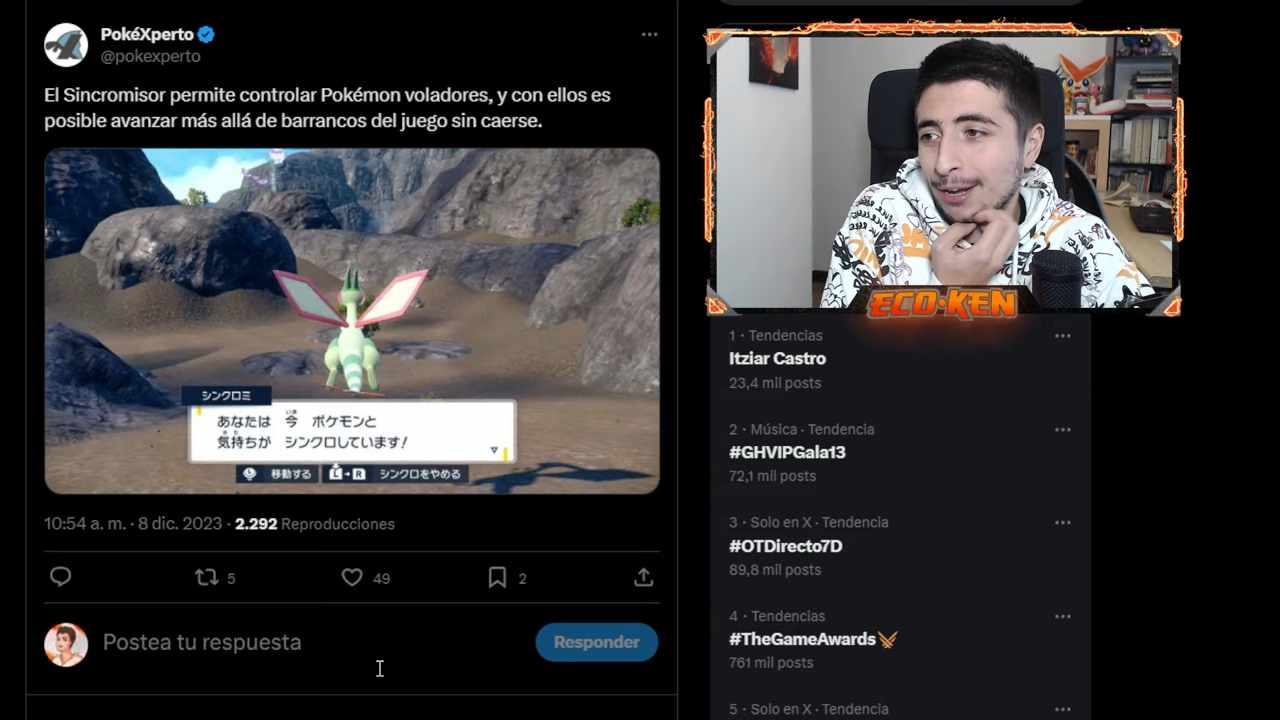 PokéXperto
@pokexperto
El Sincromisor permite controlar Pokémon voladores, y con ellos es
posible avanzar más allá de barrancos del juego sin caerse.
シンクロミ
いま
あなたは 今 ポケモンと
きも
気持ちが シンクロしています!
移動する L+R シンクロをやめる
10:54 a. m. · 8 dic. 2023 · 2.292 Reproducciones
5 49 2
Postea tu respuesta Responder
ECO·KEN
1 · Tendencias
Itziar Castro
23,4 mil posts
2 · Música · Tendencia
#GHVIPGala13
72,1 mil posts
3 · Solo en X · Tendencia
#OTDirecto7D
89,8 mil posts
4 · Tendencias
#TheGameAwards
761 mil posts
5 · Solo en X · Tendencia